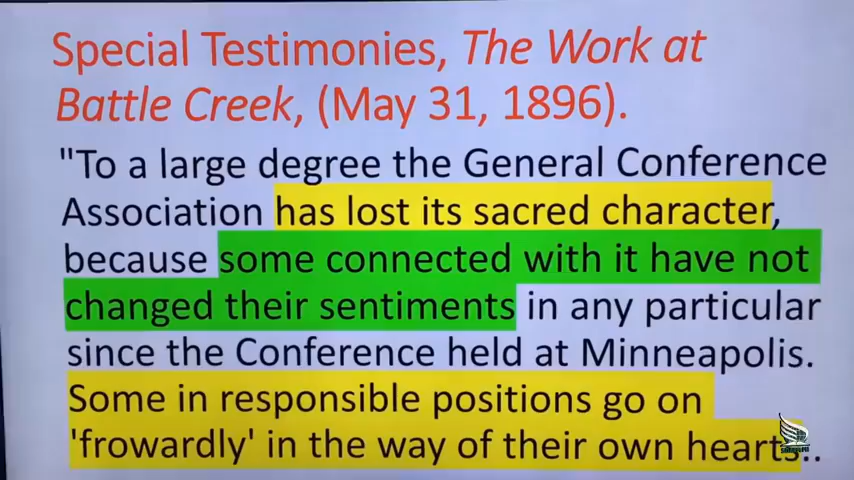 Special Testimonies, The Work at
Battle Creek, (May 31, 1896).
"To a large degree the General Conference
Association has lost its sacred character,
because some connected with it have not
changed their sentiments in any particular
since the Conference held at Minneapolis.
Some in responsible positions go on
'frowardly' in the way of their own hearts..